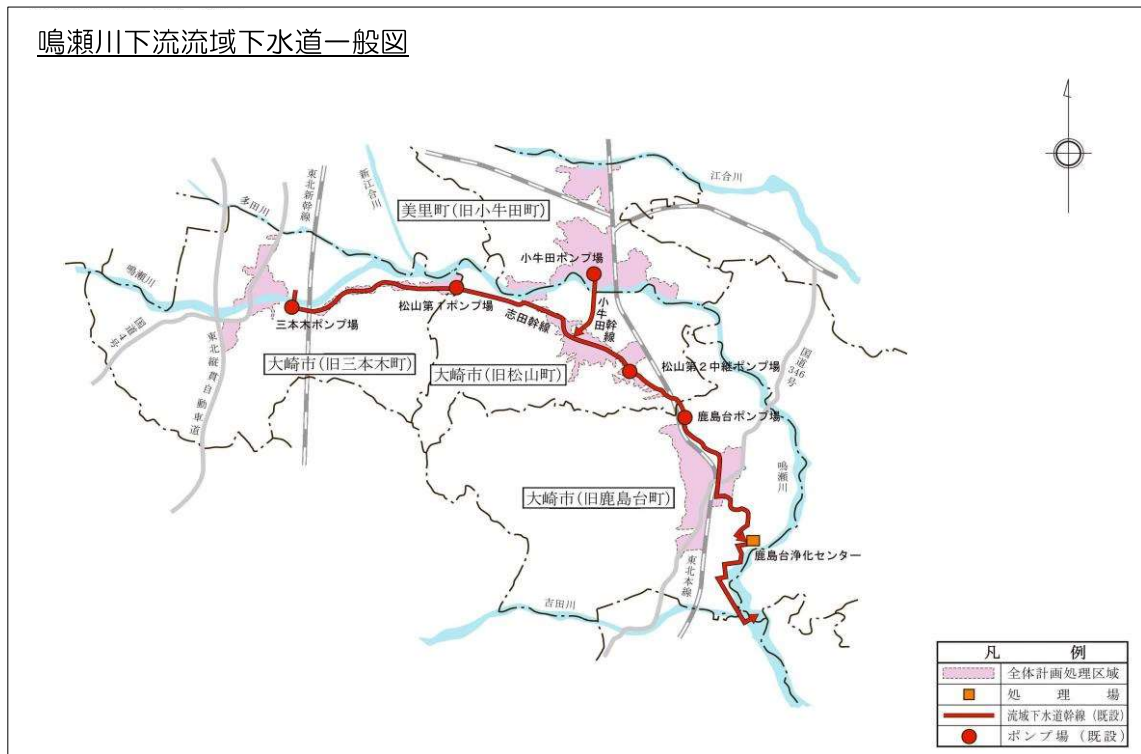 鳴瀬川下流流域下水道一般図
江合川
東北新幹線
新江合川
多田川
美里町(旧小牛田町)
小牛田ポンプ場
鳴瀬川
三本木ポンプ場
松山第1ポンプ場
志田幹線
小牛田幹線
国道4号
東北縦貫自動車道
大崎市(旧三本木町)
大崎市(旧松山町)
松山第2中継ポンプ場
国道346号
鹿島台ポンプ場
鳴瀬川
大崎市(旧鹿島台町)
鹿島台浄化センター
東北本線
吉田川
凡 例
全体計画処理区域
処 理 場
流域下水道幹線(既設)
ポンプ場(既設)